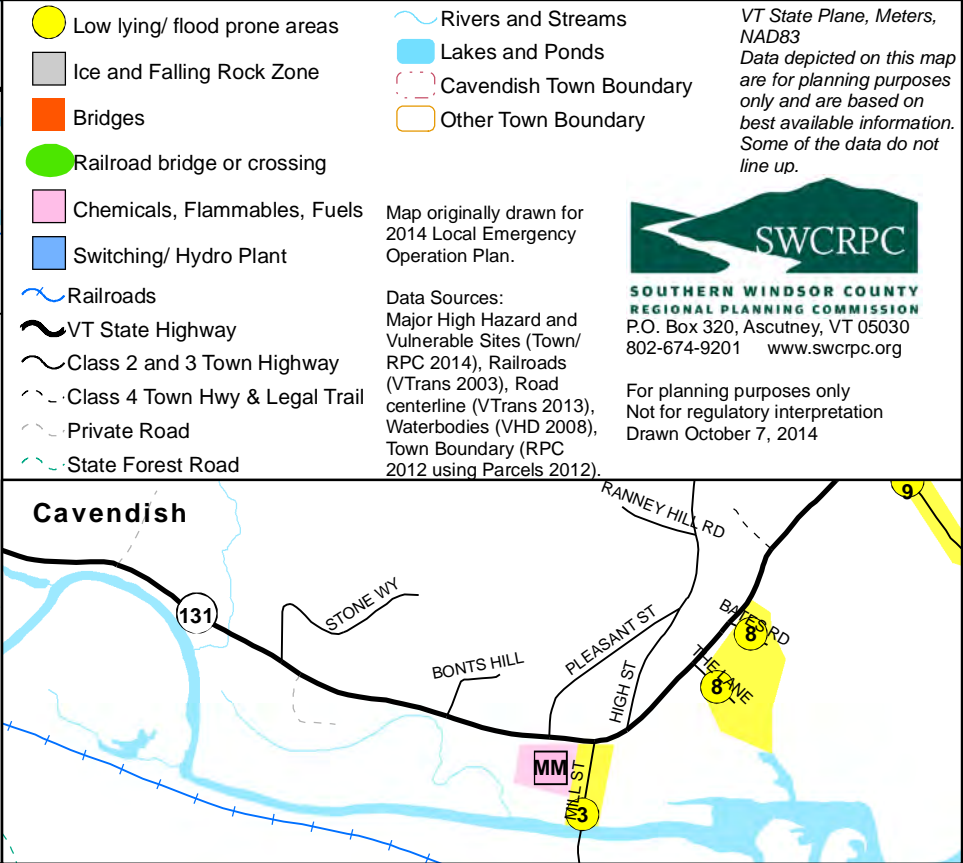 Low lying/ flood prone areas
Ice and Falling Rock Zone
Bridges
Railroad bridge or crossing
Chemicals, Flammables, Fuels
Switching/ Hydro Plant
Railroads
VT State Highway
Class 2 and 3 Town Highway
Class 4 Town Hwy & Legal Trail
Private Road
State Forest Road
Rivers and Streams
Lakes and Ponds
Cavendish Town Boundary
Other Town Boundary
Map originally drawn for
2014 Local Emergency
Operation Plan.
Data Sources:
Major High Hazard and
Vulnerable Sites (Town/
RPC 2014), Railroads
(VTrans 2003), Road
centerline (VTrans 2013),
Waterbodies (VHD 2008),
Town Boundary (RPC
2012 using Parcels 2012).
VT State Plane, Meters,
NAD83
Data depicted on this map
are for planning purposes
only and are based on
best available information.
Some of the data do not
line up.
SWCRPC
SOUTHERN WINDSOR COUNTY
REGIONAL PLANNING COMMISSION
P.O. Box 320, Ascutney, VT 05030
802-674-9201 www.swcrpc.org
For planning purposes only
Not for regulatory interpretation
Drawn October 7, 2014
Cavendish
RANNEY HILL RD
9
131
STONE WY
BONTS HILL
PLEASANT ST
HIGH ST
BATES RD
8
THE LANE
8
MM
MILL ST
3